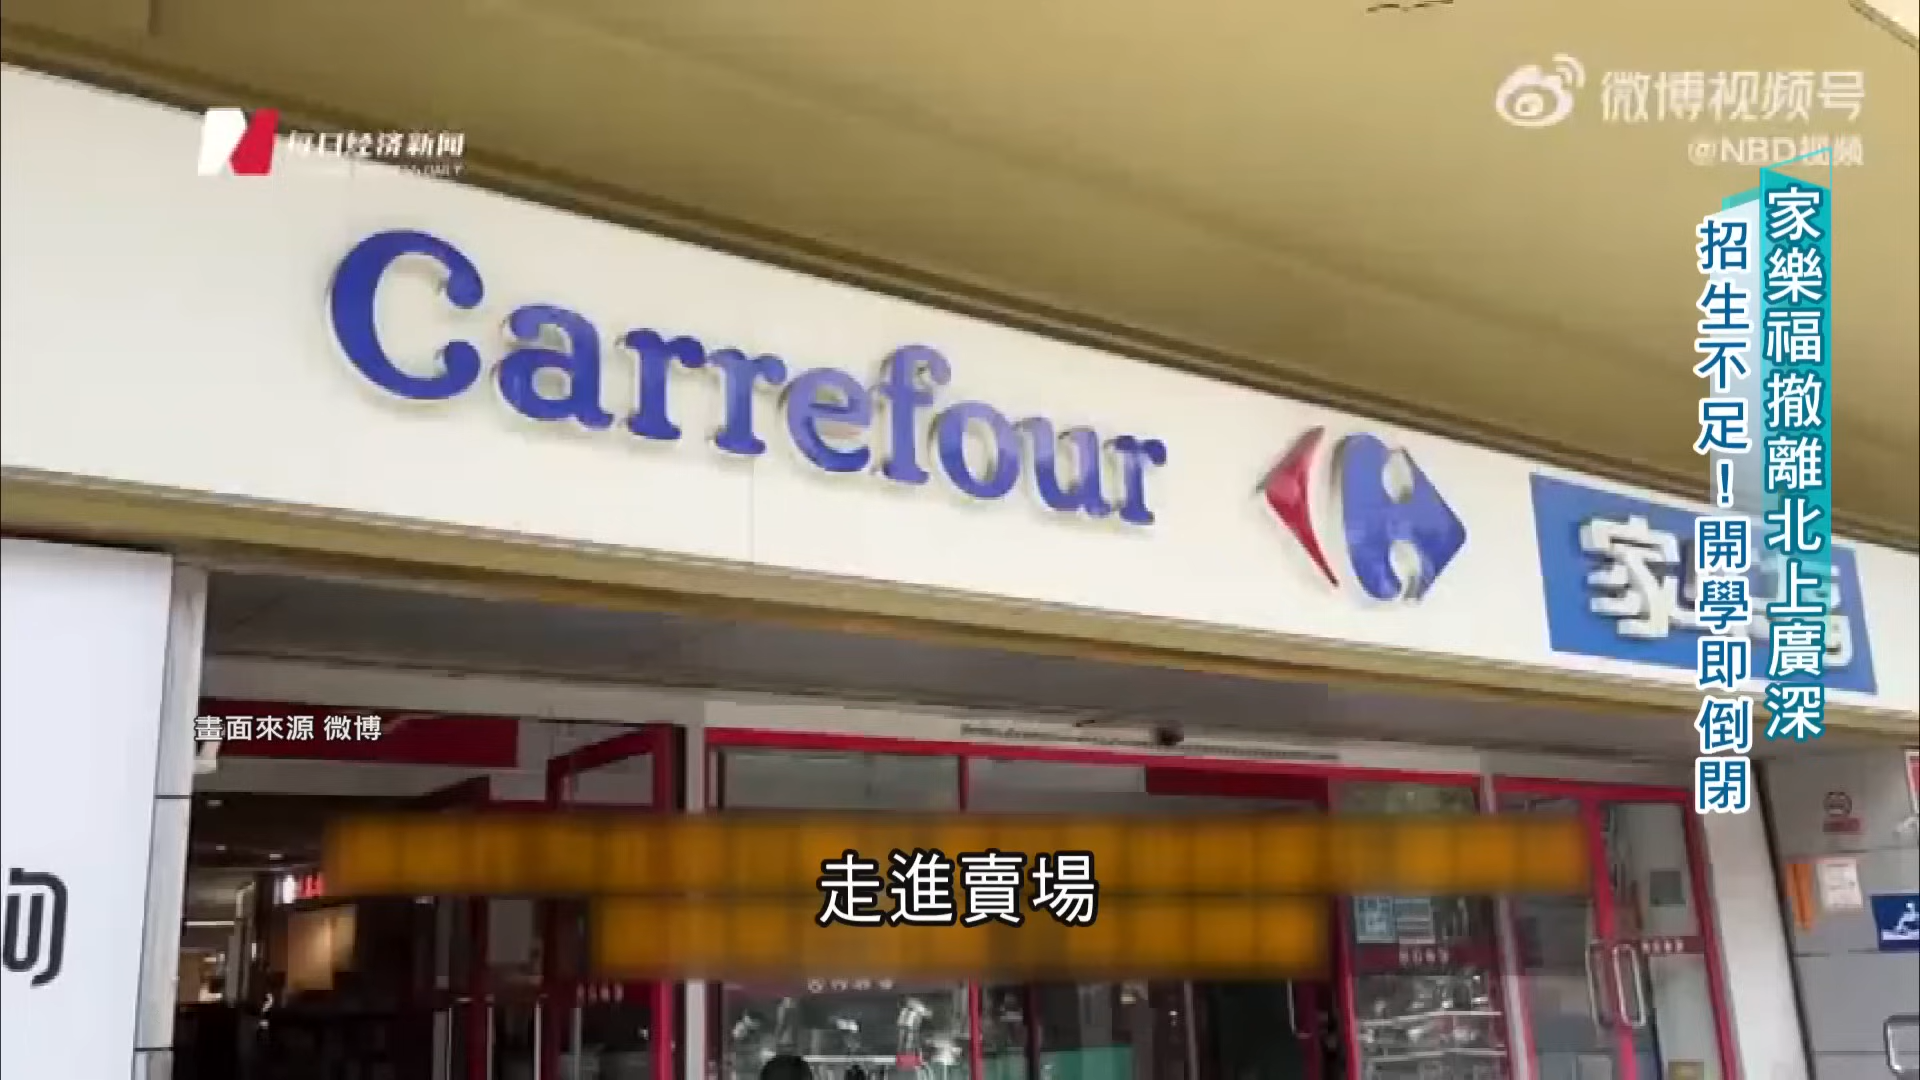 每日经济新闻
微博视频号
@NBD视频
家樂福撤離北上廣深
招生不足！開學即倒閉
Carrefour
家
畫面來源 微博
走進賣場